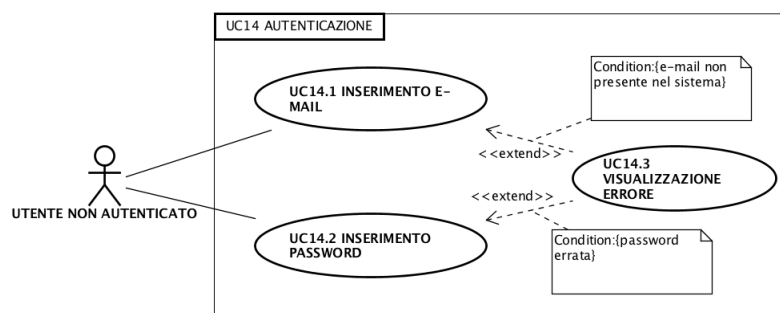 UC14 AUTENTICAZIONE
Condition:{e-mail non
presente nel sistema}
UC14.1 INSERIMENTO E-
MAIL
<<extend>>
UC14.3
VISUALIZZAZIONE
ERRORE
<<extend>>
UTENTE NON AUTENTICATO
UC14.2 INSERIMENTO
PASSWORD
Condition:{password
errata}